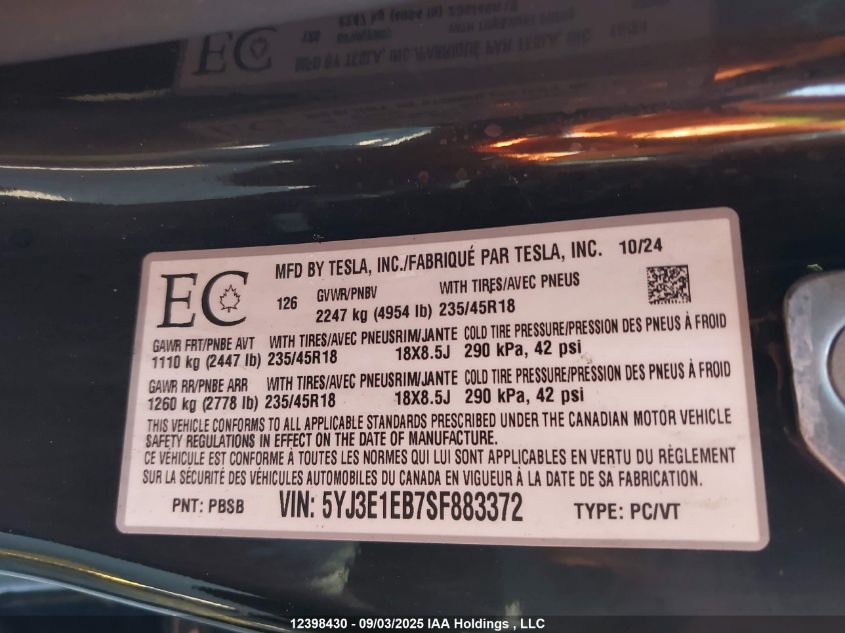 EC
MFD BY TESLA, INC./FABRIQUÉ PAR TESLA, INC. 10/24
126 GVWR/PNBV WITH TIRES/AVEC PNEUS
2247 kg (4954 lb) 235/45R18
GAWR FRT/PNBE AVT WITH TIRES/AVEC PNEUS RIM/JANTE COLD TIRE PRESSURE/PRESSION DES PNEUS À FROID
1110 kg (2447 lb) 235/45R18 18X8.5J 290 kPa, 42 psi
GAWR RR/PNBE ARR WITH TIRES/AVEC PNEUS RIM/JANTE COLD TIRE PRESSURE/PRESSION DES PNEUS À FROID
1260 kg (2778 lb) 235/45R18 18X8.5J 290 kPa, 42 psi
THIS VEHICLE CONFORMS TO ALL APPLICABLE STANDARDS PRESCRIBED UNDER THE CANADIAN MOTOR VEHICLE
SAFETY REGULATIONS IN EFFECT ON THE DATE OF MANUFACTURE.
CE VÉHICULE EST CONFORME À TOUTES LES NORMES QUI LUI SONT APPLICABLES EN VERTU DU RÈGLEMENT
SUR LA SÉCURITÉ DES VÉHICULES AUTOMOBILES DU CANADA EN VIGUEUR À LA DATE DE SA FABRICATION.
PNT: PBSB VIN: 5YJ3E1EB7SF883372 TYPE: PC/VT
12398430 - 09/03/2025 IAA Holdings , LLC